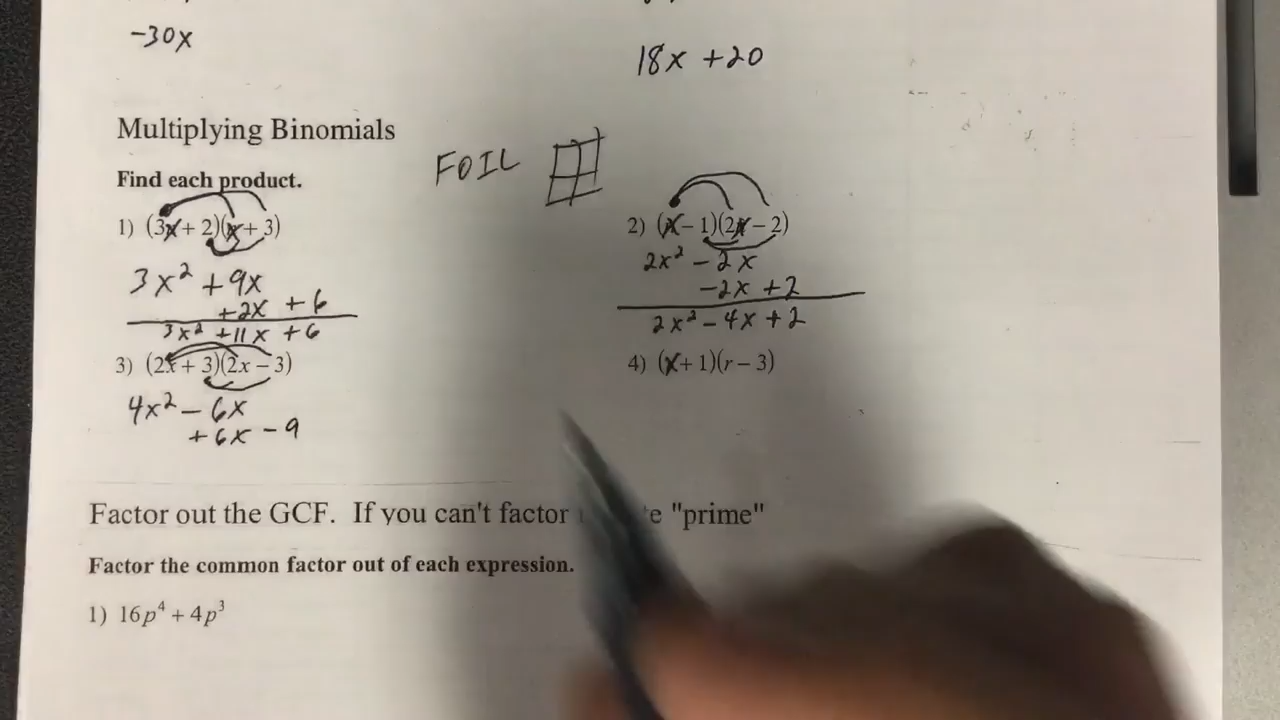 -30x
18x +20
Multiplying Binomials
FOIL
Find each product.
1) (3x + 2)(x + 3)
3x² +9x
+2x +6
3x² +11x +6
2) (x - 1)(2x - 2)
2x² - 2x
-2x +2
2x² - 4x + 2
3) (2x + 3)(2x - 3)
4x² - 6x
+6x -9
4) (x + 1)(r - 3)
Factor out the GCF. If you can't factor "prime"
Factor the common factor out of each expression.
1) 16p⁴ + 4p³